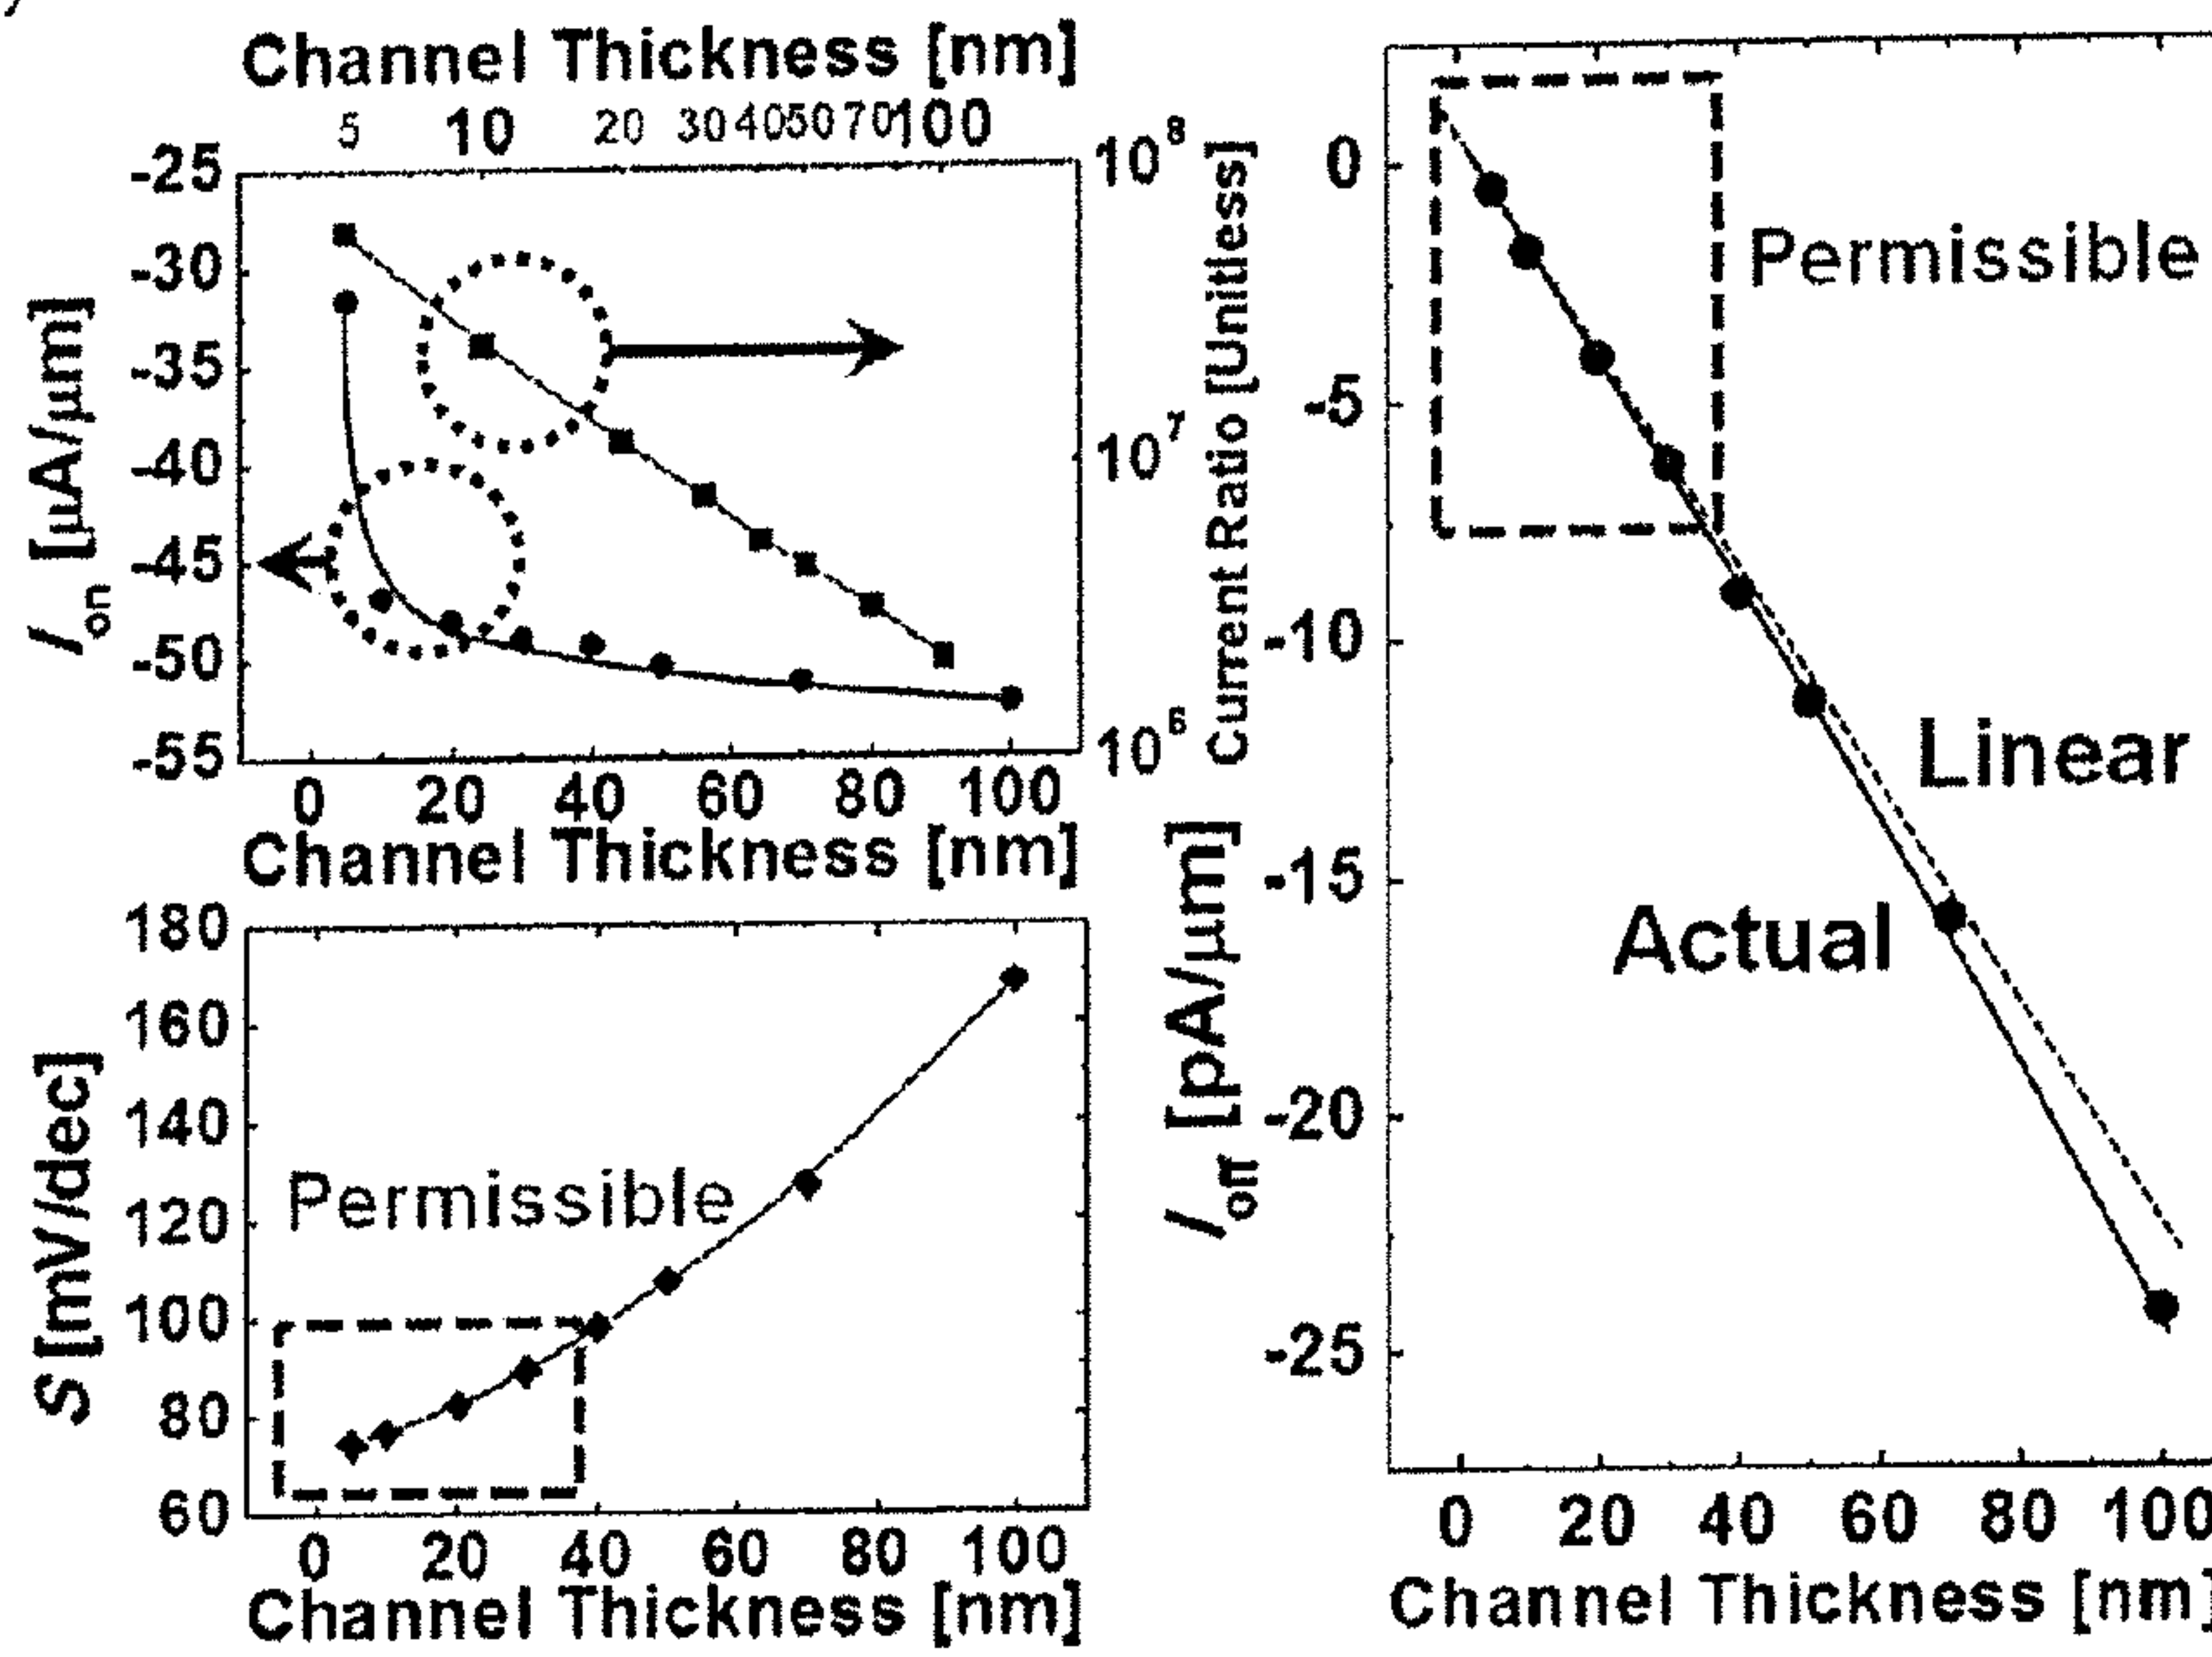 Channel Thickness [nm]
5 10 20 30 40 50 70 100
-25
-30
-35
-40
-45
-50
-55
I_on [μA/μm]
10^8
10^7
10^6
Current Ratio [Unitless]
0 20 40 60 80 100
Channel Thickness [nm]
180
160
140
120
100
80
60
S [mV/dec]
Permissible
0 20 40 60 80 100
Channel Thickness [nm]
0
-5
-10
-15
-20
-25
I_off [pA/μm]
Permissible
Linear
Actual
0 20 40 60 80 100
Channel Thickness [nm]